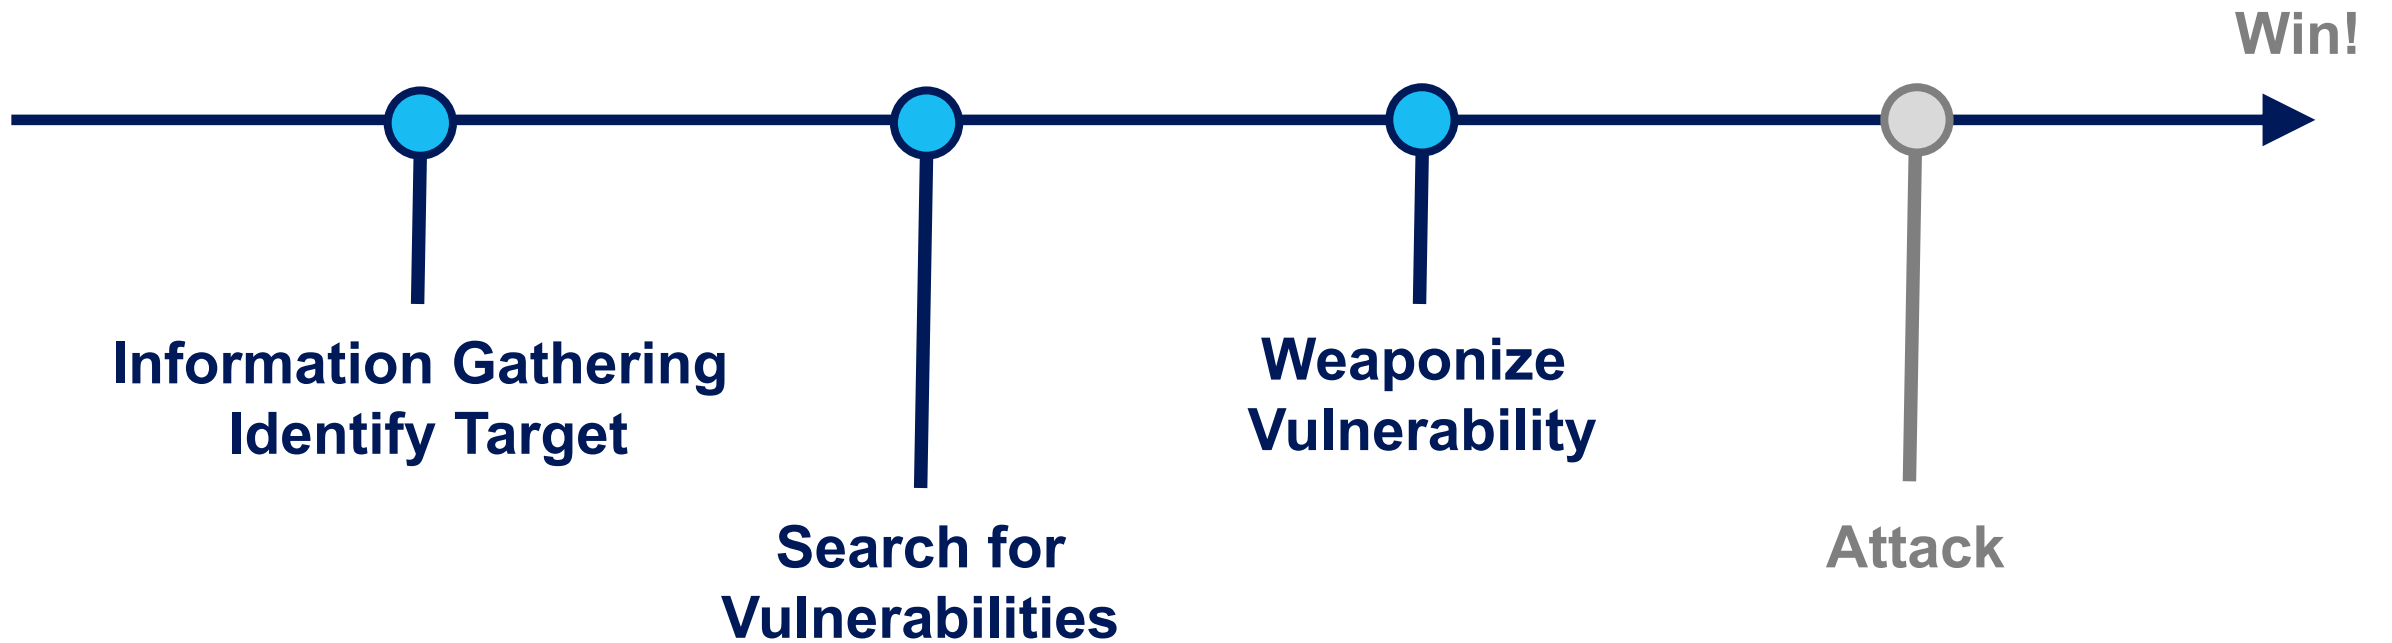 Win!
Information Gathering
Identify Target
Search for
Vulnerabilities
Weaponize
Vulnerability
Attack